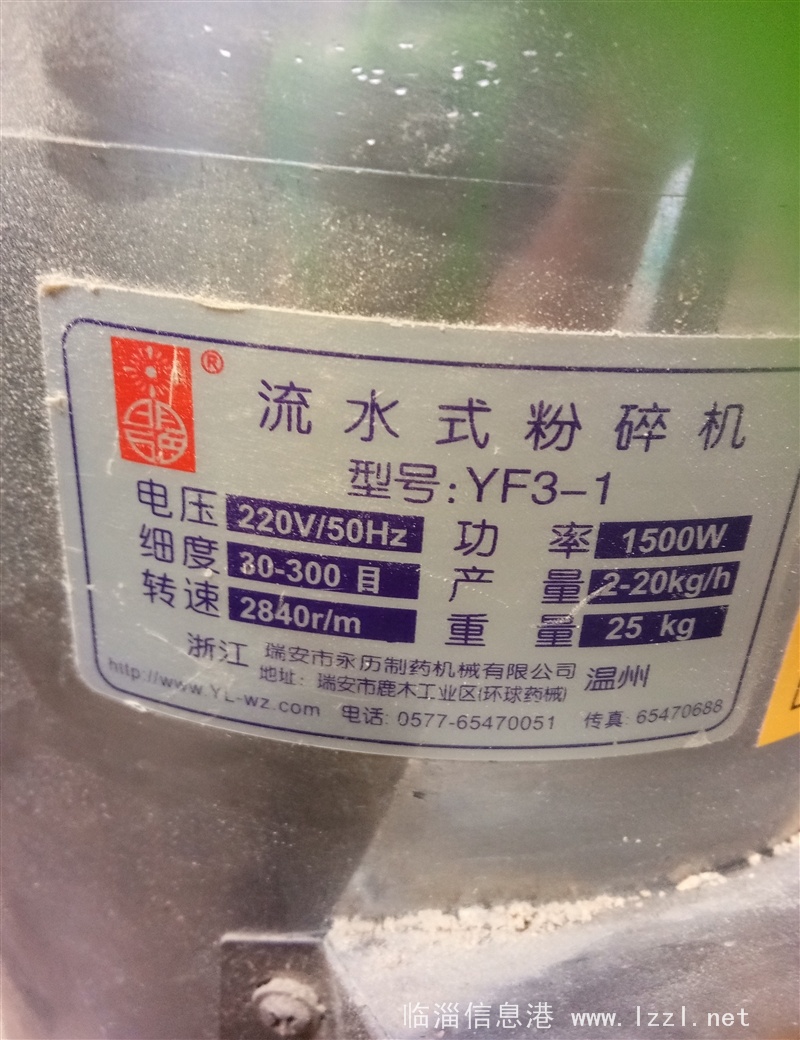 ®
流水式粉碎机
型号:YF3-1
电压 220V/50Hz 功率 1500W
细度 30-300 目 产量 2-20kg/h
转速 2840r/m 重量 25 kg
浙江 瑞安市永历制药机械有限公司 温州
地址: 瑞安市鹿木工业区(环球药械)
http://www.YL-wz.com 电话: 0577-65470051 传真: 65470688
临淄信息港 www.lzzl.net